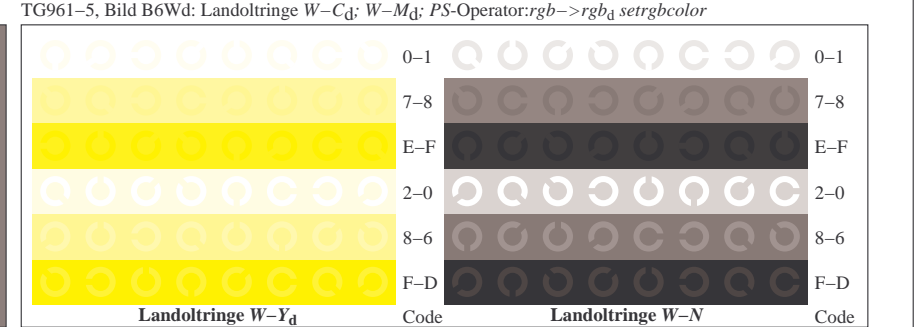 TG961–5, Bild B6Wd: Landoltringe W–Cd; W–Md; PS-Operator:rgb–>rgbd setrgbcolor
0–1 0–1
7–8 7–8
E–F E–F
2–0 2–0
8–6 8–6
F–D F–D
Landoltringe W–Yd Code Landoltringe W–N Code